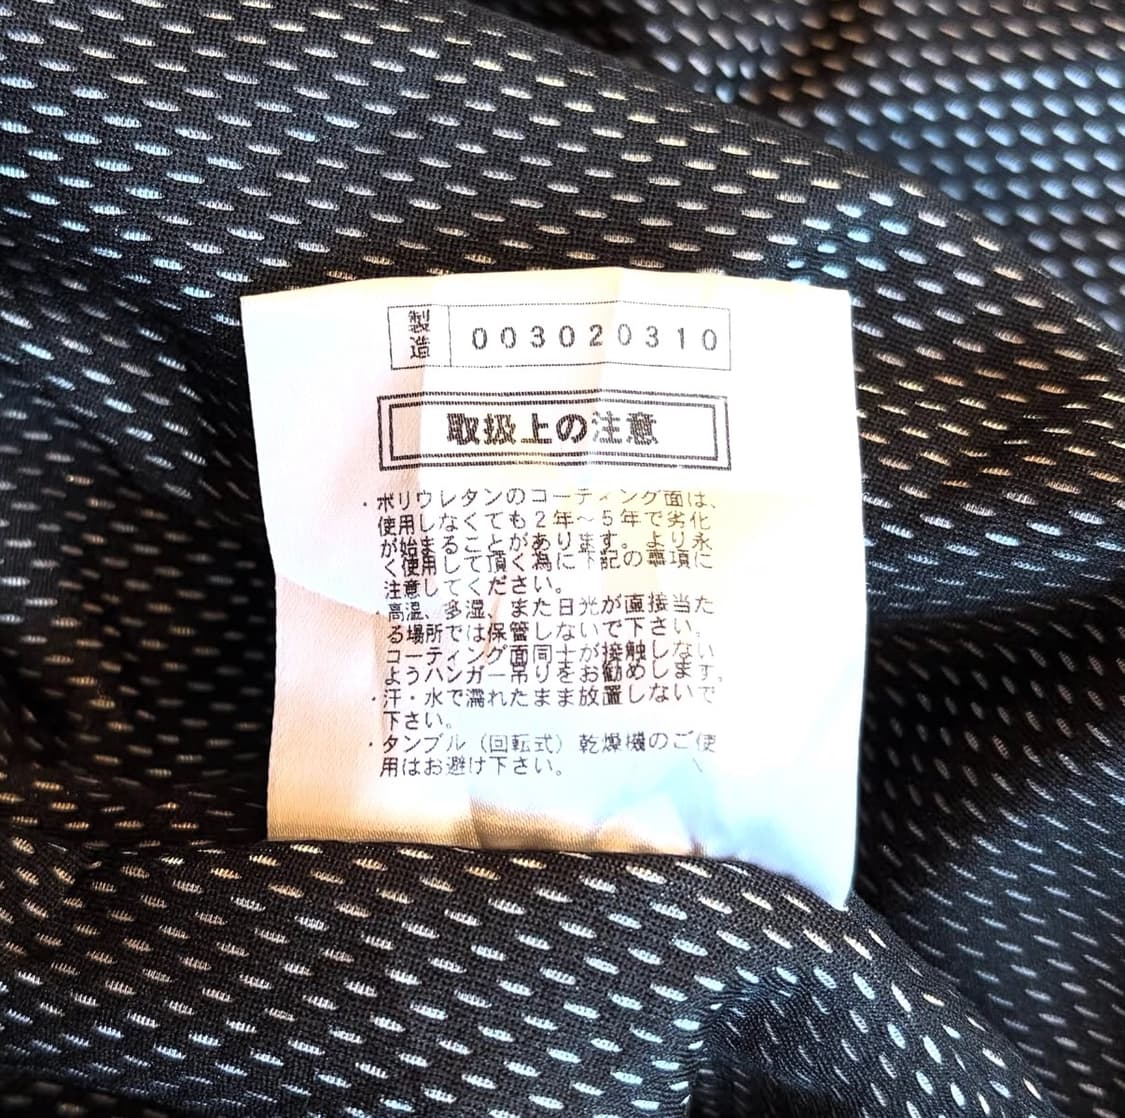 製造 003020310
取扱上の注意
・ポリウレタンのコーティング面は、
使用しなくても2年～5年で劣化
が始まることがあります。より永
く使用して頂く為に下記の事項に
注意してください。
・高温、多湿、また日光が直接当た
る場所では保管しないで下さい。
コーティング面同士が接触しない
ようハンガー吊りをお勧めします。
・汗・水で濡れたまま放置しないで
下さい。
・タンブル（回転式）乾燥機のご使
用はお避け下さい。